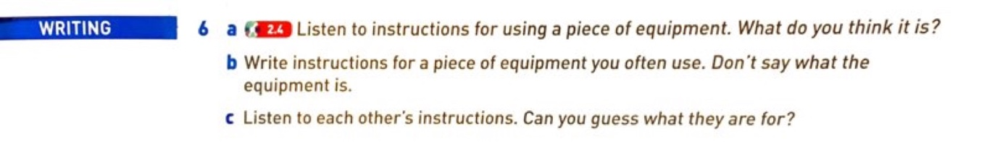 WRITING
6 a 2.4 Listen to instructions for using a piece of equipment. What do you think it is?
b Write instructions for a piece of equipment you often use. Don't say what the
equipment is.
c Listen to each other's instructions. Can you guess what they are for?